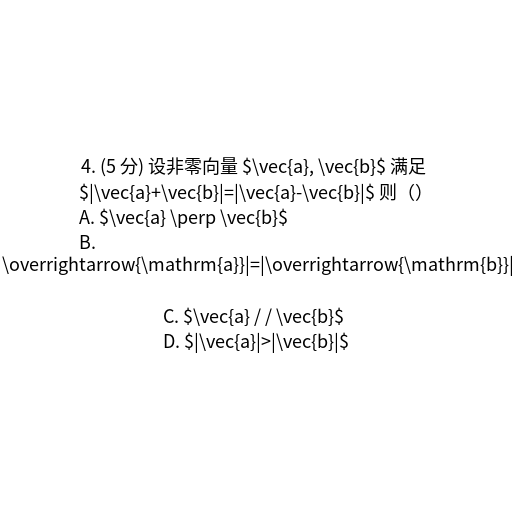 4. (5 分) 设非零向量 $\vec{a}, \vec{b}$ 满足
$|\vec{a}+\vec{b}|=|\vec{a}-\vec{b}|$ 则（）
A. $\vec{a} \perp \vec{b}$
B.
\overrightarrow{\mathrm{a}}|=|\overrightarrow{\mathrm{b}}|
C. $\vec{a} / / \vec{b}$
D. $|\vec{a}|>|\vec{b}|$